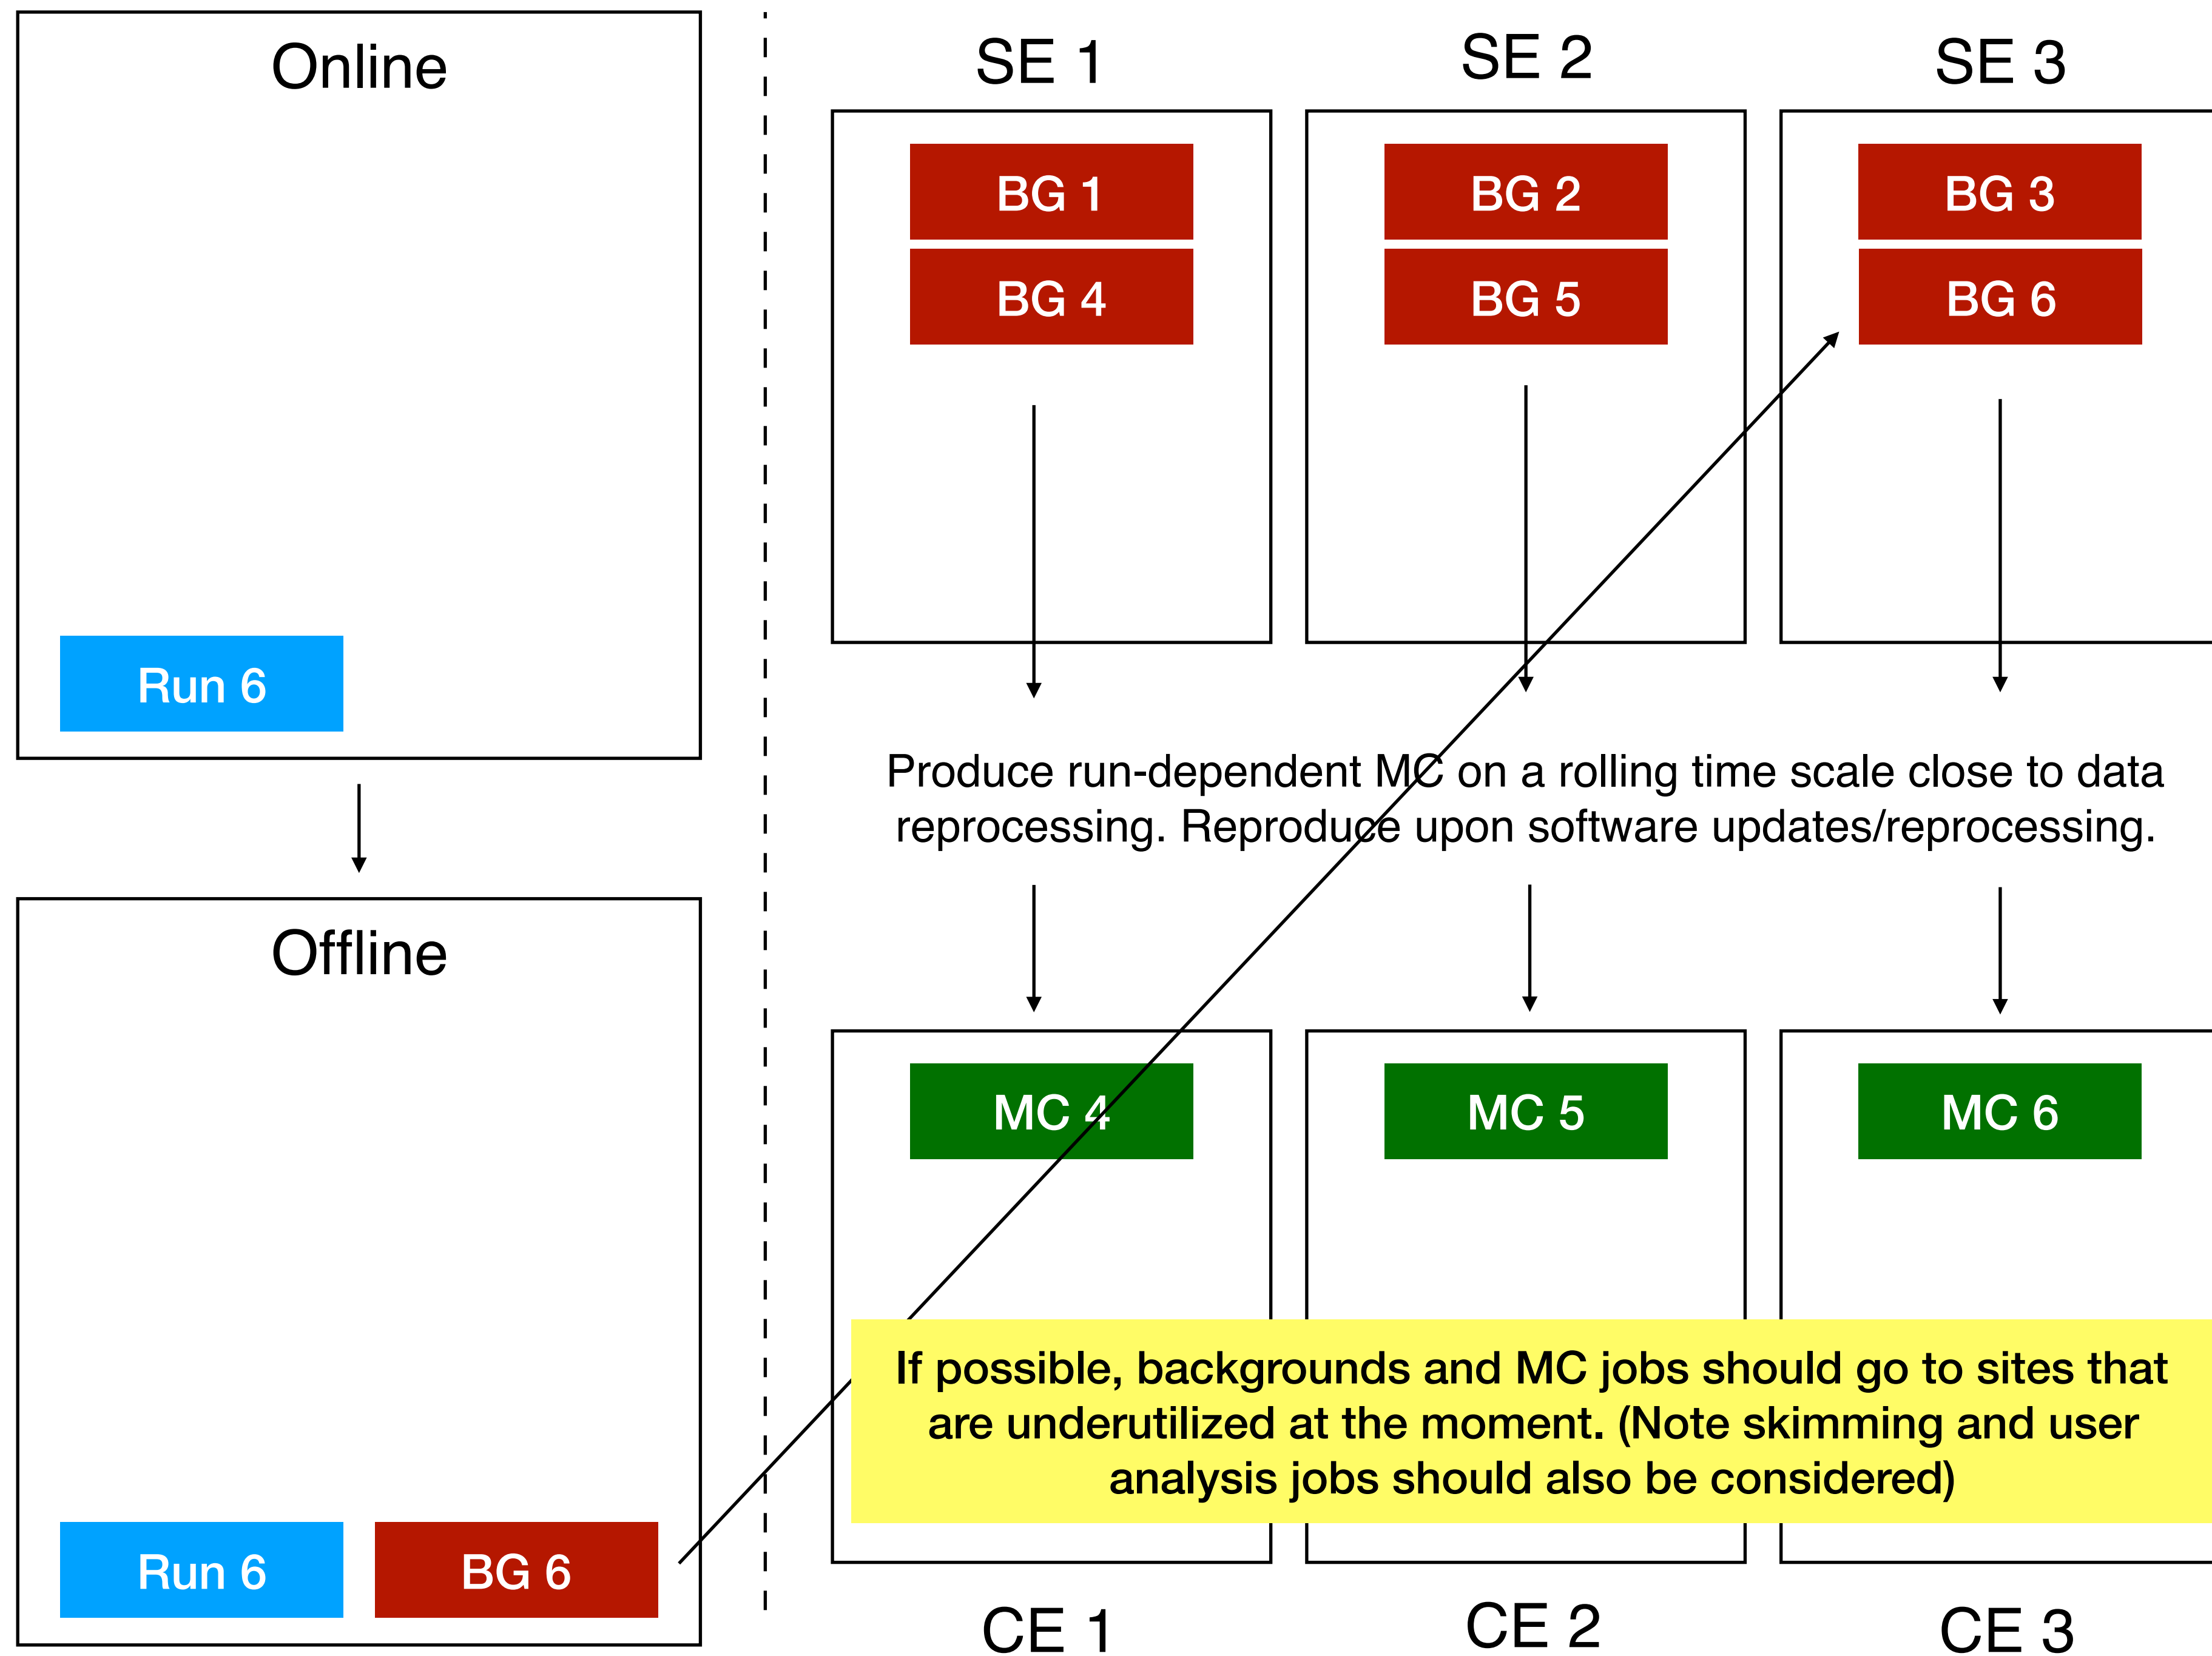 Online
Run 6
Offline
Run 6
BG 6
SE 1
SE 2
SE 3
BG 1
BG 2
BG 3
BG 4
BG 5
BG 6
Produce run-dependent MC on a rolling time scale close to data
reprocessing. Reproduce upon software updates/reprocessing.
MC 4
MC 5
MC 6
If possible, backgrounds and MC jobs should go to sites that
are underutilized at the moment. (Note skimming and user
analysis jobs should also be considered)
CE 1
CE 2
CE 3